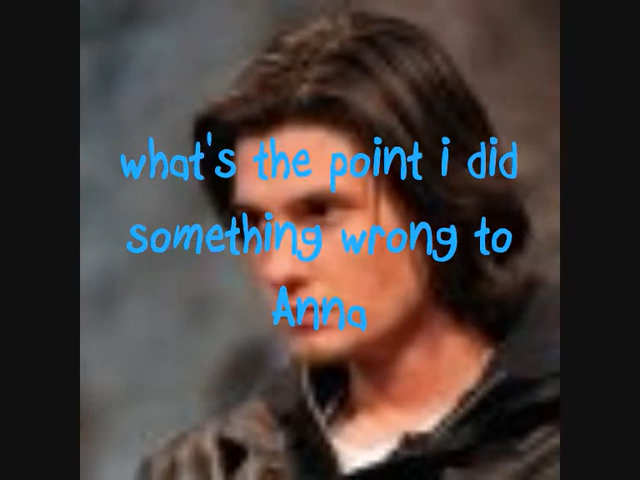 what's the point i did
something wrong to
Anna